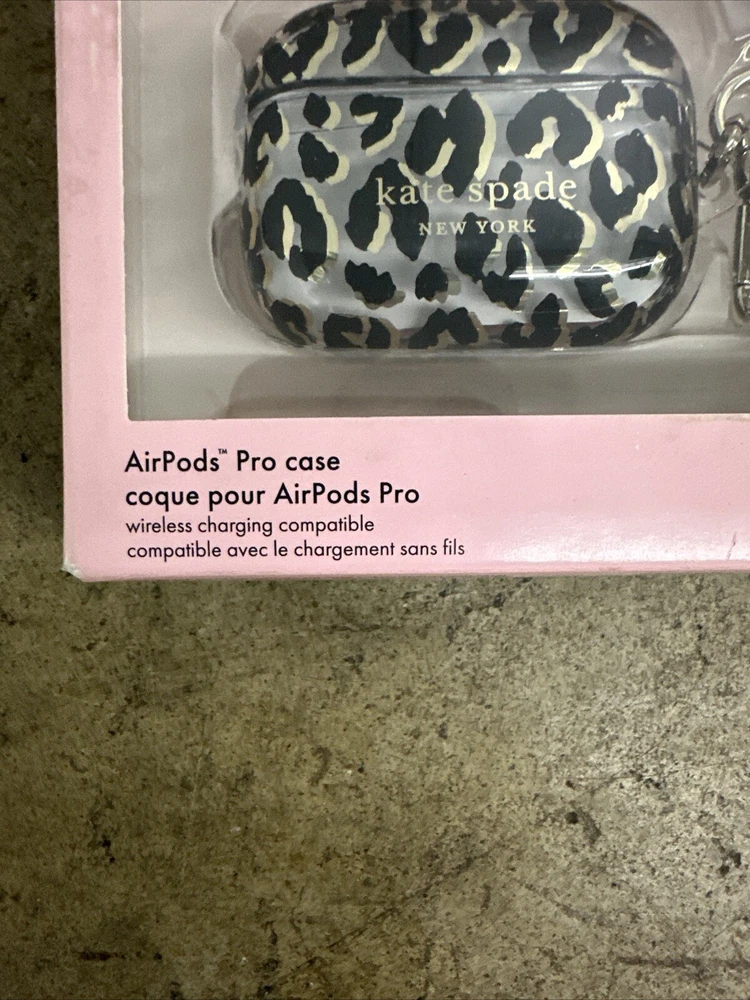 kate spade
NEW YORK
AirPods™ Pro case
coque pour AirPods Pro
wireless charging compatible
compatible avec le chargement sans fils